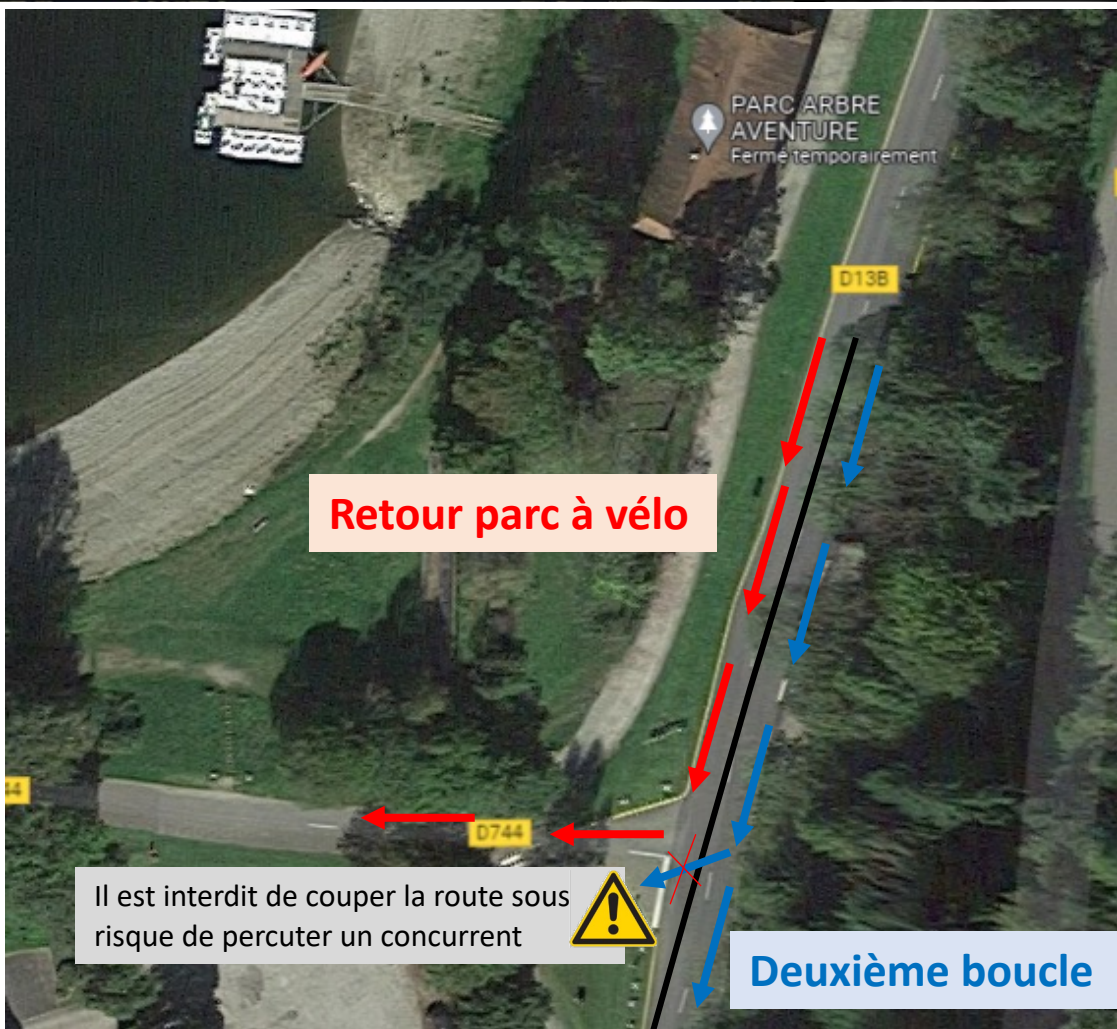 PARC ARBRE
AVENTURE
Fermé temporairement
D13B
Retour parc à vélo
44
D744
Il est interdit de couper la route sous
risque de percuter un concurrent
Deuxième boucle